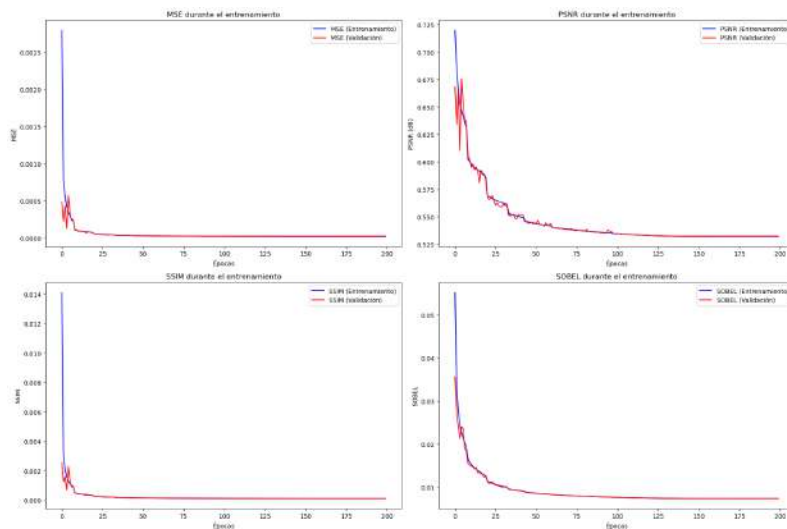 MSE durante el entrenamiento
MSE (Entrenamiento)
MSE (Validación)
MSE
0.0025
0.0020
0.0015
0.0010
0.0005
0.0000
0 25 50 75 100 125 150 175 200
Épocas
PSNR durante el entrenamiento
PSNR (Entrenamiento)
PSNR (Validación)
PSNR (dB)
0.725
0.700
0.675
0.650
0.625
0.600
0.575
0.550
0.525
0 25 50 75 100 125 150 175 200
Épocas
SSIM durante el entrenamiento
SSIM (Entrenamiento)
SSIM (Validación)
SSIM
0.014
0.012
0.010
0.008
0.006
0.004
0.002
0.000
0 25 50 75 100 125 150 175 200
Épocas
SOBEL durante el entrenamiento
SOBEL (Entrenamiento)
SOBEL (Validación)
SOBEL
0.05
0.04
0.03
0.02
0.01
0 25 50 75 100 125 150 175 200
Épocas